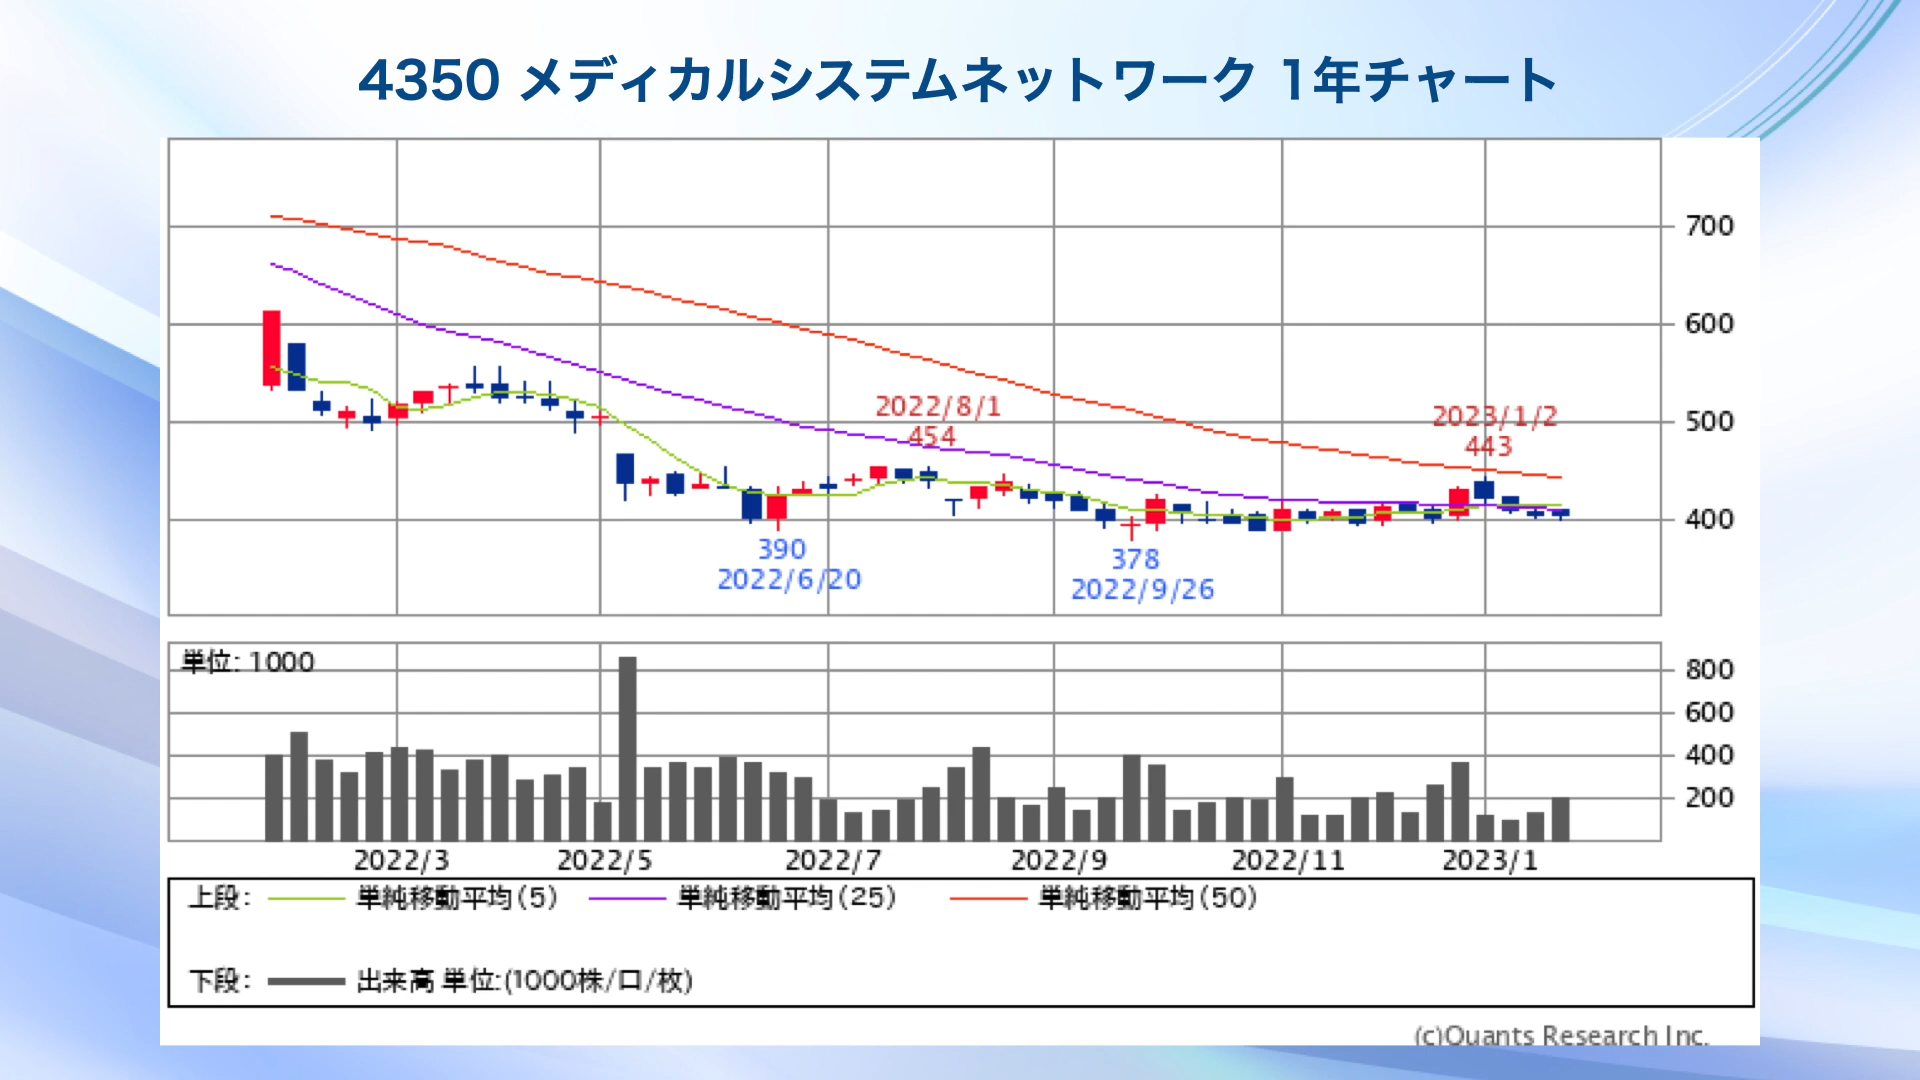 4350 メディカルシステムネットワーク 1年チャート
700
600
2022/8/1
454
2023/1/2
443
500
400
390
2022/6/20
378
2022/9/26
単位: 1000
800
600
400
200
2022/3 2022/5 2022/7 2022/9 2022/11 2023/1
上段: 単純移動平均(5) 単純移動平均(25) 単純移動平均(50)
下段: 出来高 単位:(1000株/口/枚)
(c)Quants Research Inc.